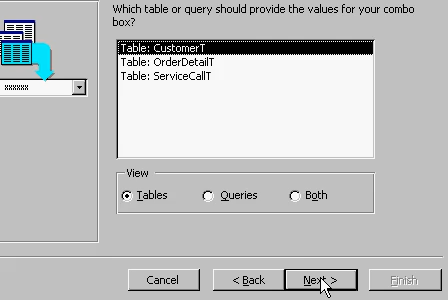 Which table or query should provide the values for your combo
box?
Table: CustomerT
Table: OrderDetailT
Table: ServiceCallT
xxxxxx
View
Tables Queries Both
Cancel < Back Next > Finish